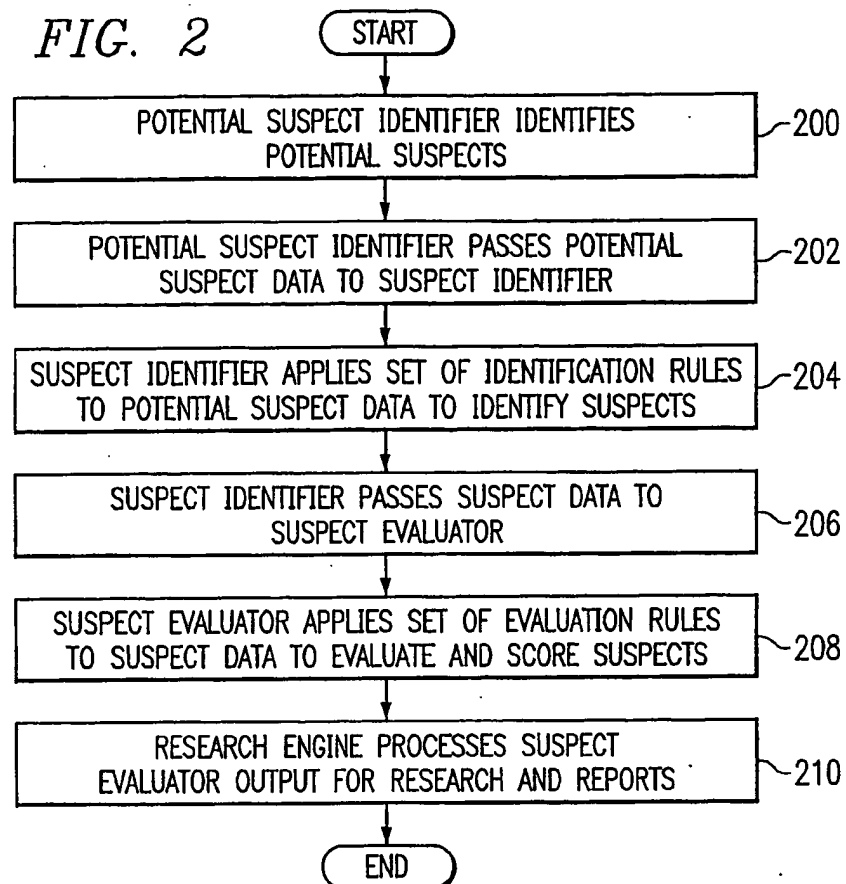 FIG. 2
START
POTENTIAL SUSPECT IDENTIFIER IDENTIFIES
POTENTIAL SUSPECTS
200
POTENTIAL SUSPECT IDENTIFIER PASSES POTENTIAL
SUSPECT DATA TO SUSPECT IDENTIFIER
202
SUSPECT IDENTIFIER APPLIES SET OF IDENTIFICATION RULES
TO POTENTIAL SUSPECT DATA TO IDENTIFY SUSPECTS
204
SUSPECT IDENTIFIER PASSES SUSPECT DATA TO
SUSPECT EVALUATOR
206
SUSPECT EVALUATOR APPLIES SET OF EVALUATION RULES
TO SUSPECT DATA TO EVALUATE AND SCORE SUSPECTS
208
RESEARCH ENGINE PROCESSES SUSPECT
EVALUATOR OUTPUT FOR RESEARCH AND REPORTS
210
END